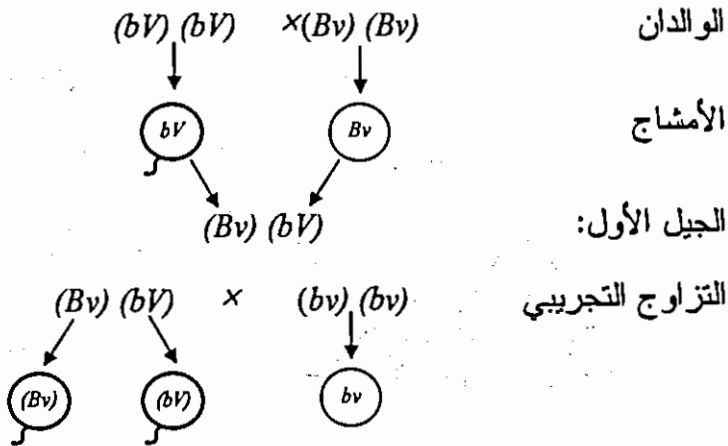 الوالدان (bV) (bV) ×(Bv) (Bv)
الأمشاج bV Bv
الجيل الأول: (Bv) (bV)
التزاوج التجريبي (Bv) (bV) × (bv) (bv)
(Bv) (bV) bv